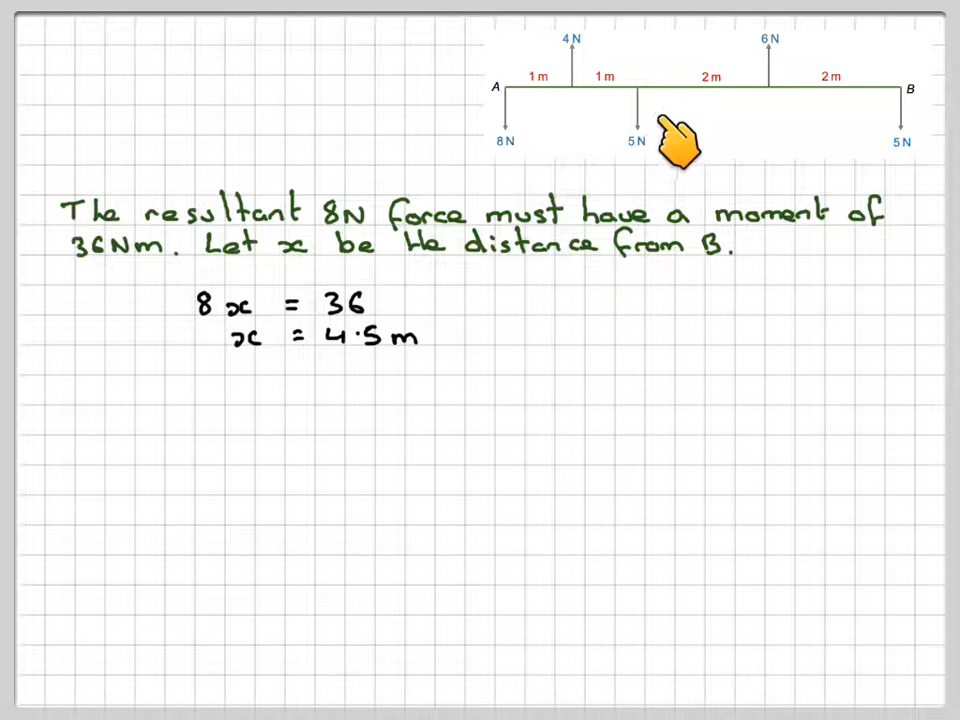 4 N 6 N
1 m 1 m 2 m 2 m
A B
8 N 5 N 5 N
The resultant 8N force must have a moment of
36Nm. Let x be the distance from B.
8x = 36
x = 4.5 m